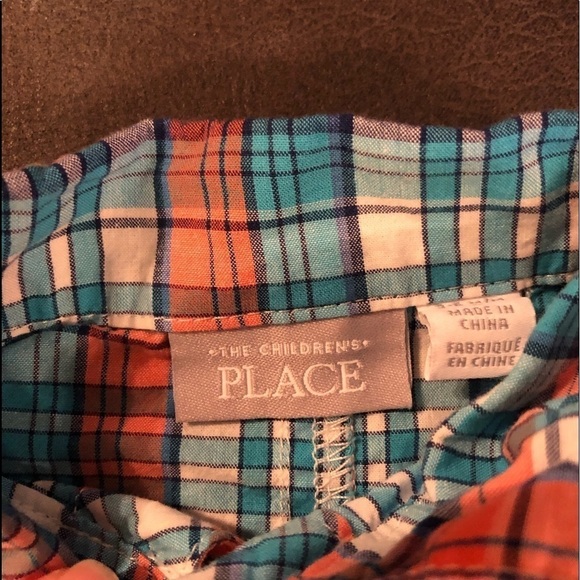 • THE CHILDREN'S •
PLACE
MADE IN
CHINA
FABRIQUÉ
EN CHINE